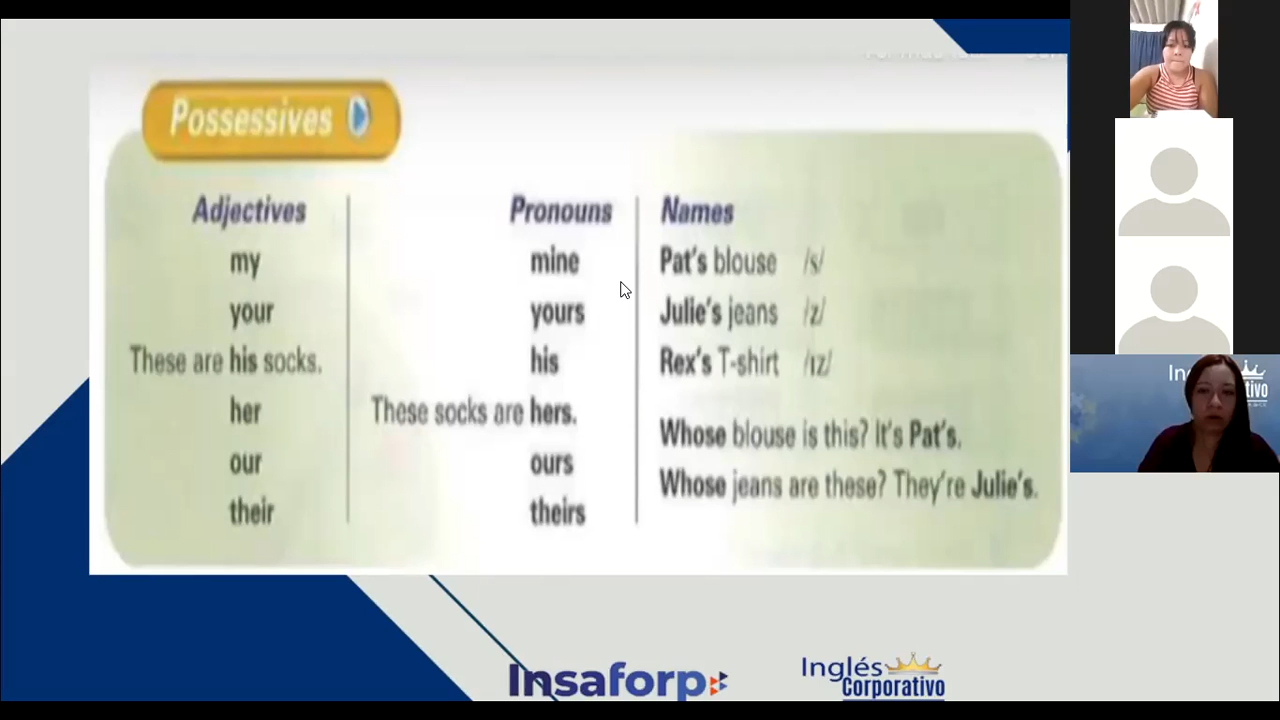 Possessives
Adjectives
my
your
These are his socks.
her
our
their
Pronouns
mine
yours
his
These socks are hers.
ours
theirs
Names
Pat's blouse /s/
Julie's jeans /z/
Rex's T-shirt /ɪz/
Whose blouse is this? It's Pat's.
Whose jeans are these? They're Julie's.
Insaforp
Inglés
Corporativo